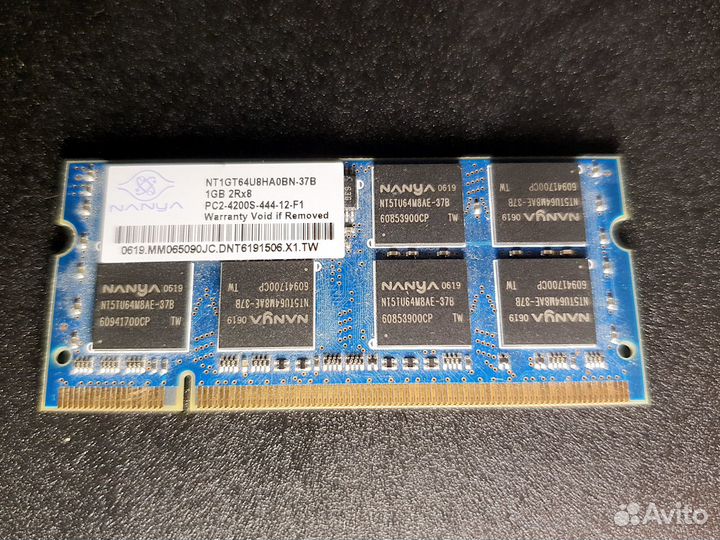 NANYA
NT1GT64U8HA0BN-37B
1GB 2Rx8
PC2-4200S-444-12-F1
Warranty Void if Removed
0619.MM065090JC.DNT6191506.X1.TW
NANYA 0619
NT5TU64M8AE-37B
60853900CP TW
NANYA 0619
NT5TU64M8AE-37B
60941700CP TW
NANYA 0619
NT5TU64M8AE-37B
60941700CP TW
NANYA 0619
NT5TU64M8AE-37B
60941700CP TW
NANYA 0619
NT5TU64M8AE-37B
60853900CP TW
NANYA 0619
NT5TU64M8AE-37B
60941700CP TW
Avito